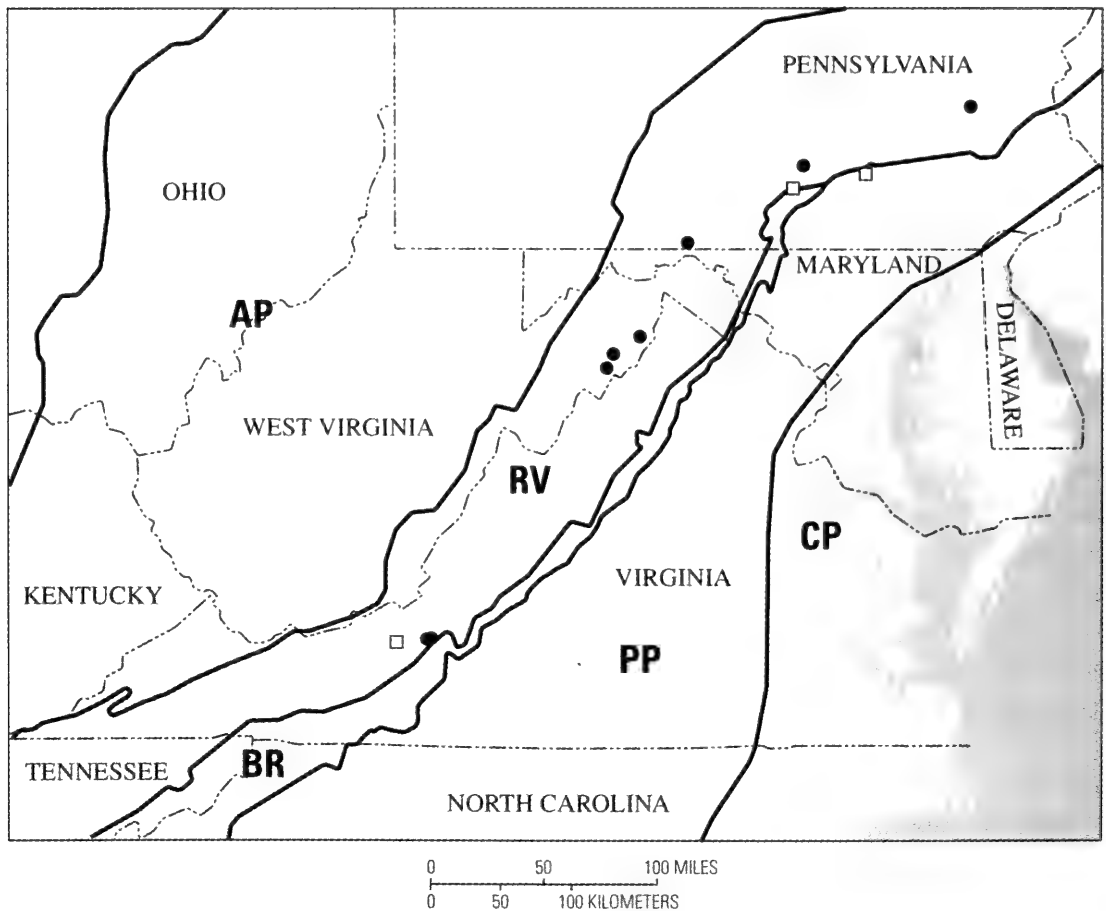 PENNSYLVANIA
OHIO
MARYLAND
AP
DELAWARE
WEST VIRGINIA
RV
CP
KENTUCKY
VIRGINIA
PP
TENNESSEE
BR
NORTH CAROLINA
0 50 100 MILES
0 50 100 KILOMETERS